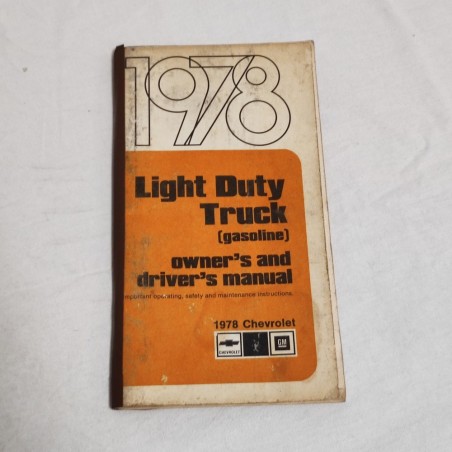 1978
Light Duty
Truck
(gasoline)
owner's and
driver's manual
important operating, safety and maintenance instructions.
1978 Chevrolet
CHEVROLET
GM